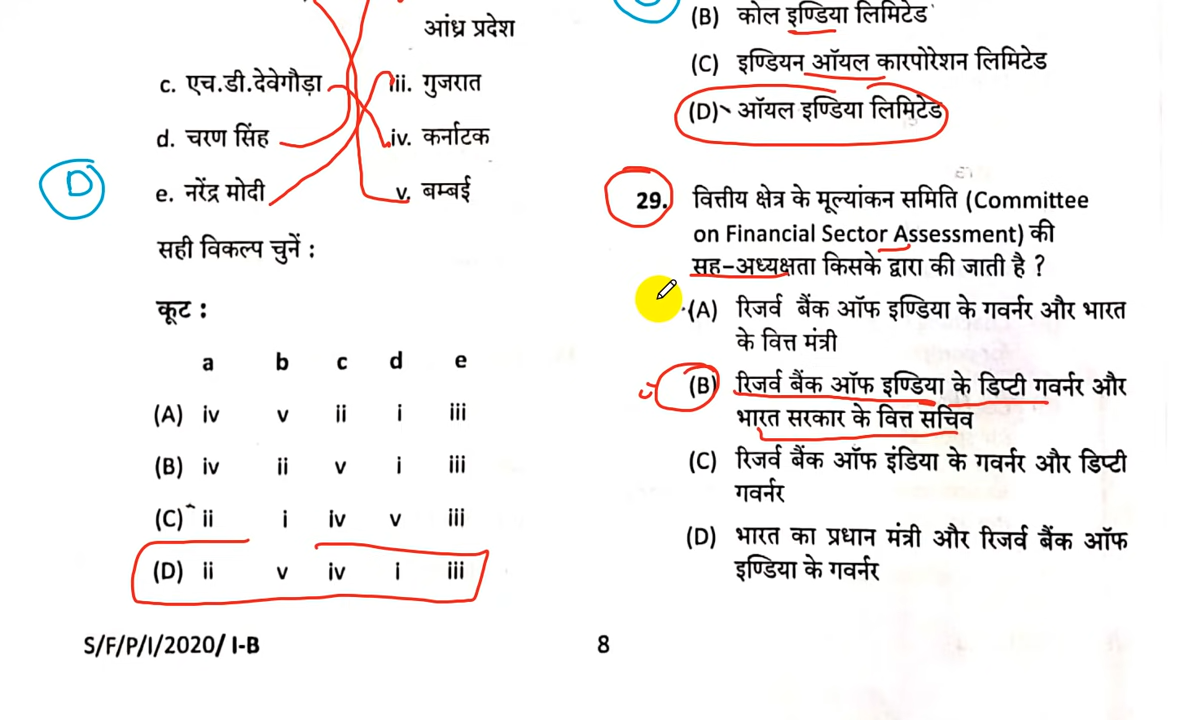 आंध्र प्रदेश
c. एच.डी.देवेगौड़ा iii. गुजरात
d. चरण सिंह iv. कर्नाटक
D
e. नरेंद्र मोदी v. बम्बई
सही विकल्प चुनें :
कूट :
a b c d e
(A) iv v ii i iii
(B) iv ii v i iii
(C) ii i iv v iii
(D) ii v iv i iii
(B) कोल इण्डिया लिमिटेड
(C) इण्डियन ऑयल कारपोरेशन लिमिटेड
(D) ऑयल इण्डिया लिमिटेड
29. वित्तीय क्षेत्र के मूल्यांकन समिति (Committee
on Financial Sector Assessment) की
सह-अध्यक्षता किसके द्वारा की जाती है ?
(A) रिजर्व बैंक ऑफ इण्डिया के गवर्नर और भारत
के वित्त मंत्री
(B) रिजर्व बैंक ऑफ इण्डिया के डिप्टी गवर्नर और
भारत सरकार के वित्त सचिव
(C) रिजर्व बैंक ऑफ इंडिया के गवर्नर और डिप्टी
गवर्नर
(D) भारत का प्रधान मंत्री और रिजर्व बैंक ऑफ
इण्डिया के गवर्नर
S/F/P/I/2020/ I-B 8